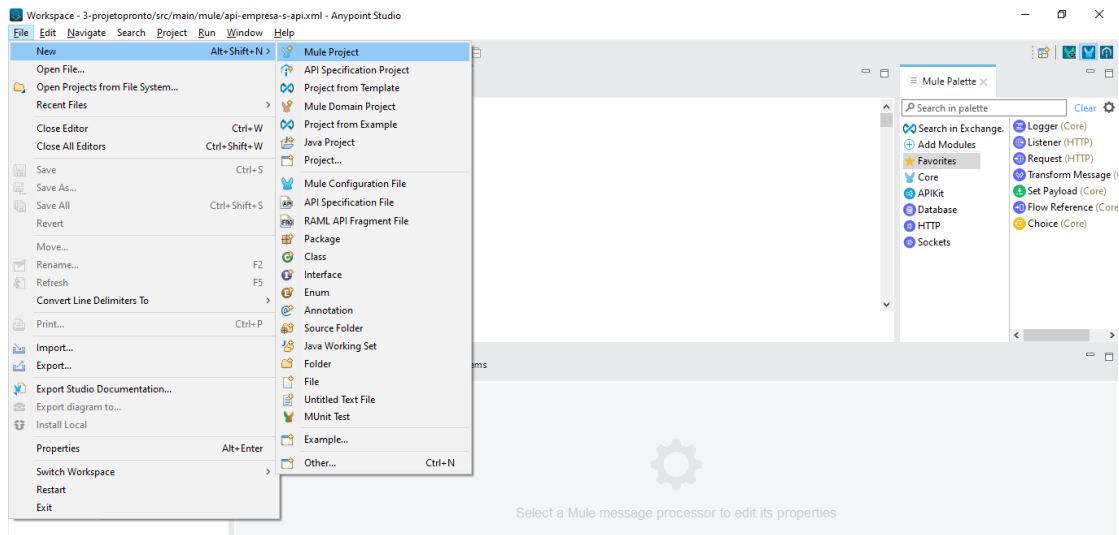 Workspace - 3-projetopronto/src/main/mule/api-empresa-s-api.xml - Anypoint Studio
File Edit Navigate Search Project Run Window Help
New Alt+Shift+N >
Open File...
Open Projects from File System...
Recent Files >
Close Editor Ctrl+W
Close All Editors Ctrl+Shift+W
Save Ctrl+S
Save As...
Save All Ctrl+Shift+S
Revert
Move...
Rename... F2
Refresh F5
Convert Line Delimiters To >
Print... Ctrl+P
Import...
Export...
Export Studio Documentation...
Export diagram to...
Install Local
Properties Alt+Enter
Switch Workspace >
Restart
Exit
Mule Project
API Specification Project
Project from Template
Mule Domain Project
Project from Example
Java Project
Project...
Mule Configuration File
API Specification File
RAML API Fragment File
Package
Class
Interface
Enum
Annotation
Source Folder
Java Working Set
Folder
File
Untitled Text File
MUnit Test
Example...
Other... Ctrl+N
Mule Palette
Search in palette Clear
Search in Exchange.
Add Modules
Favorites
Core
APIKit
Database
HTTP
Sockets
Logger (Core)
Listener (HTTP)
Request (HTTP)
Transform Message (
Set Payload (Core)
Flow Reference (Core
Choice (Core)
ems
Select a Mule message processor to edit its properties